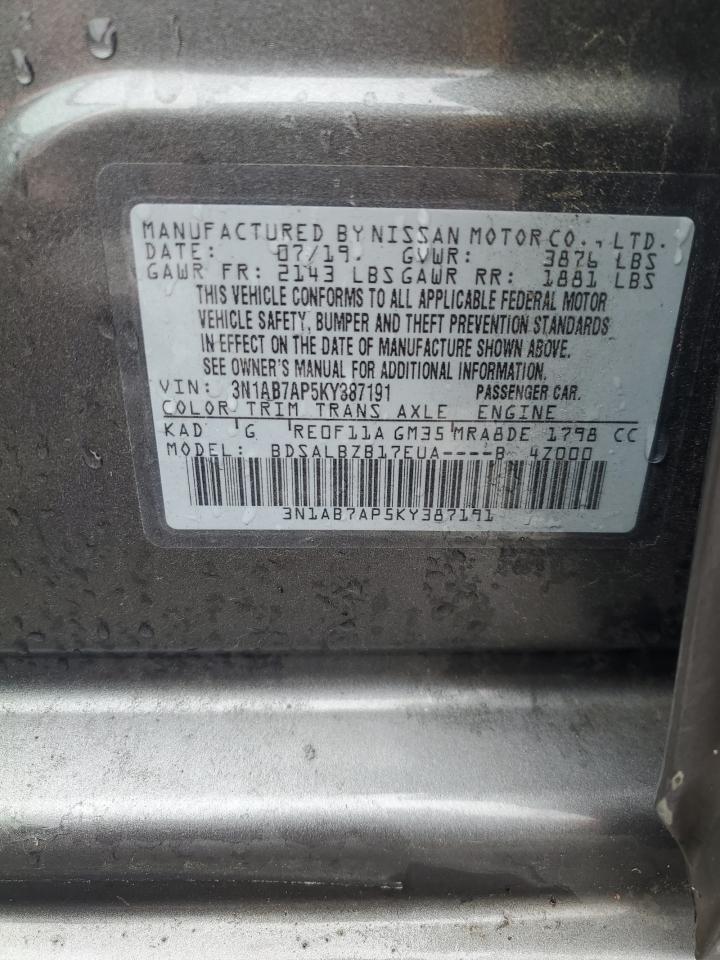 MANUFACTURED BY NISSAN MOTOR CO., LTD.
DATE: 07/19. GVWR: 3876 LBS
GAWR FR: 2143 LBS GAWR RR: 1881 LBS
THIS VEHICLE CONFORMS TO ALL APPLICABLE FEDERAL MOTOR
VEHICLE SAFETY, BUMPER AND THEFT PREVENTION STANDARDS
IN EFFECT ON THE DATE OF MANUFACTURE SHOWN ABOVE.
SEE OWNER'S MANUAL FOR ADDITIONAL INFORMATION.
VIN: 3N1AB7AP5KY387191 PASSENGER CAR.
COLOR TRIM TRANS AXLE ENGINE
KAD G RE0F11A GM35 MRA8DE 1798 CC
MODEL: BDSALBZB17EUA----B 4Z000
3N1AB7AP5KY387191